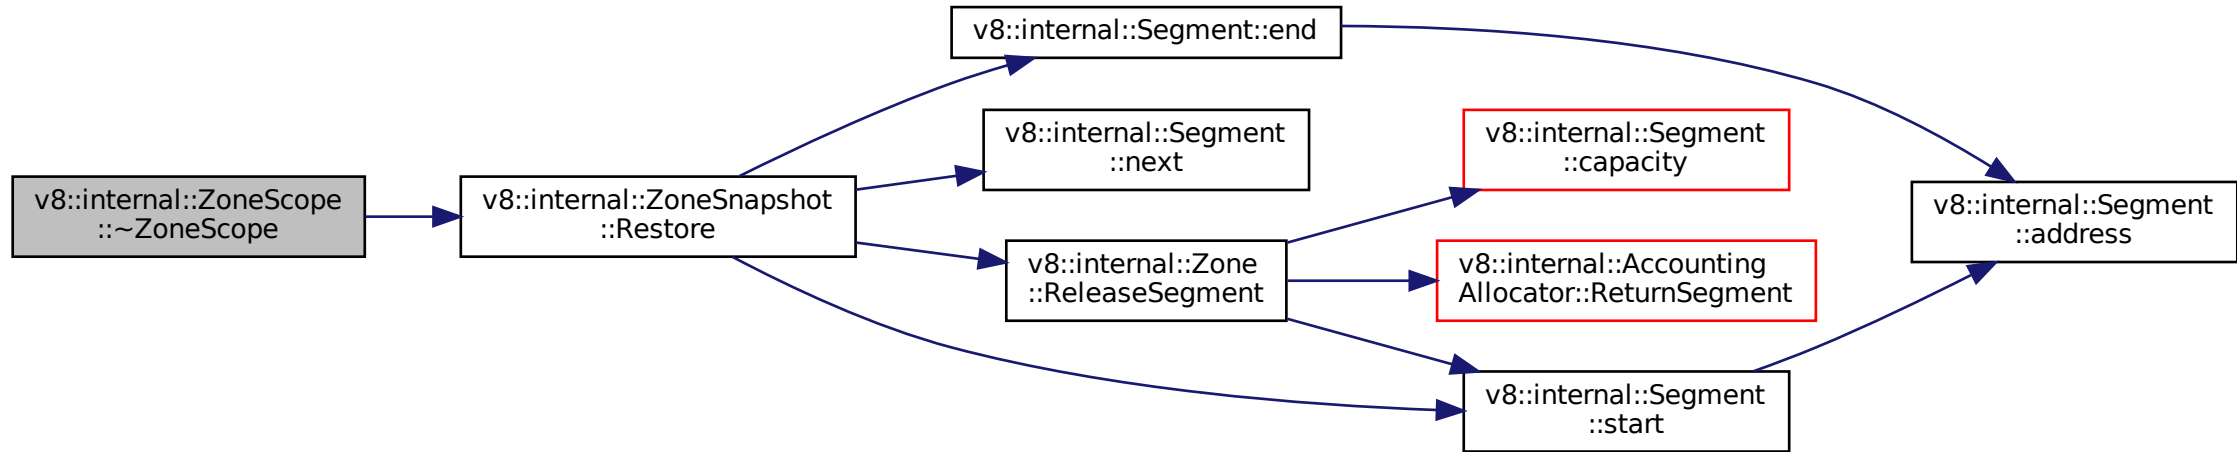 v8::internal::ZoneScope
::~ZoneScope
v8::internal::ZoneSnapshot
::Restore
v8::internal::Segment::end
v8::internal::Segment
::next
v8::internal::Zone
::ReleaseSegment
v8::internal::Segment
::capacity
v8::internal::Accounting
Allocator::ReturnSegment
v8::internal::Segment
::start
v8::internal::Segment
::address